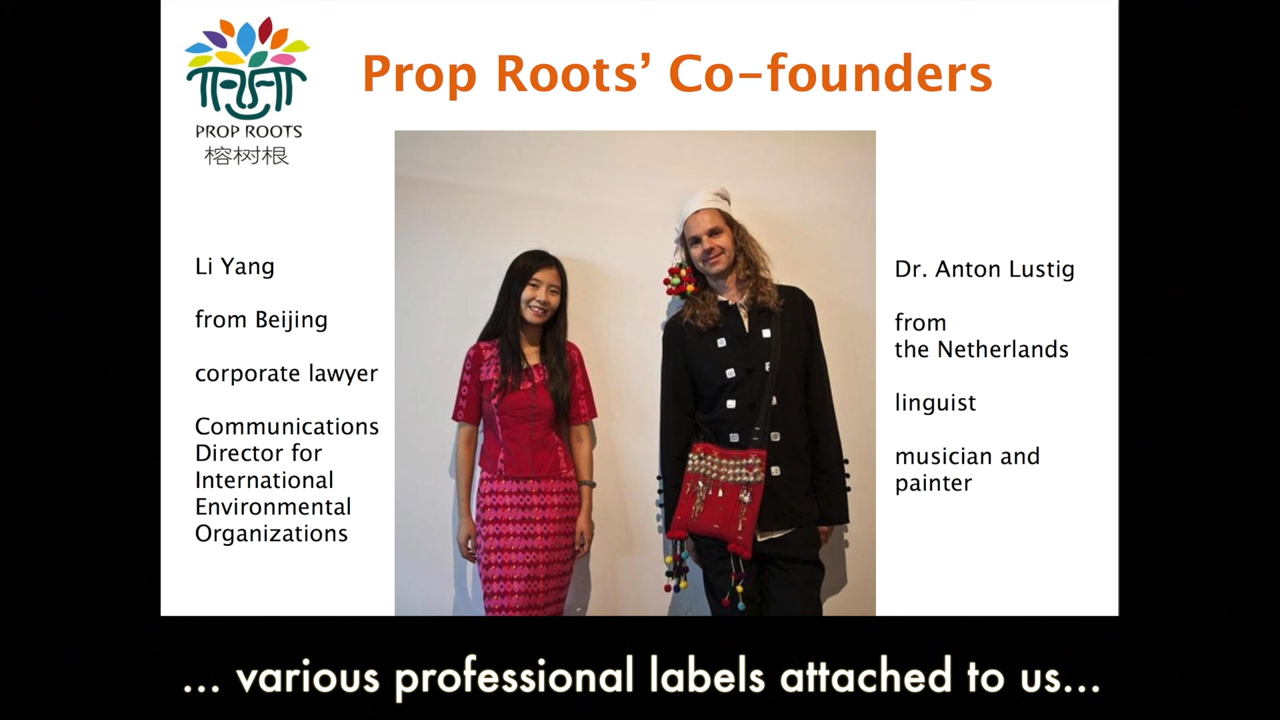 PROP ROOTS
榕树根
Prop Roots’ Co-founders
Li Yang
from Beijing
corporate lawyer
Communications
Director for
International
Environmental
Organizations
Dr. Anton Lustig
from
the Netherlands
linguist
musician and
painter
... various professional labels attached to us...